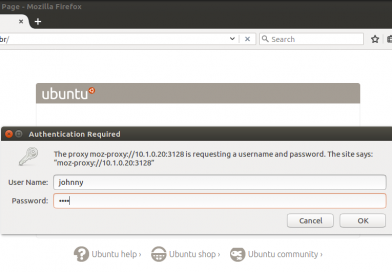 Page - Mozilla Firefox
br/
Search
ubuntu
Authentication Required
The proxy moz-proxy://10.1.0.20:3128 is requesting a username and password. The site says:
"moz-proxy://10.1.0.20:3128"
User Name: johnny
Password: ••••
Cancel OK
Ubuntu help › Ubuntu shop › Ubuntu community ›